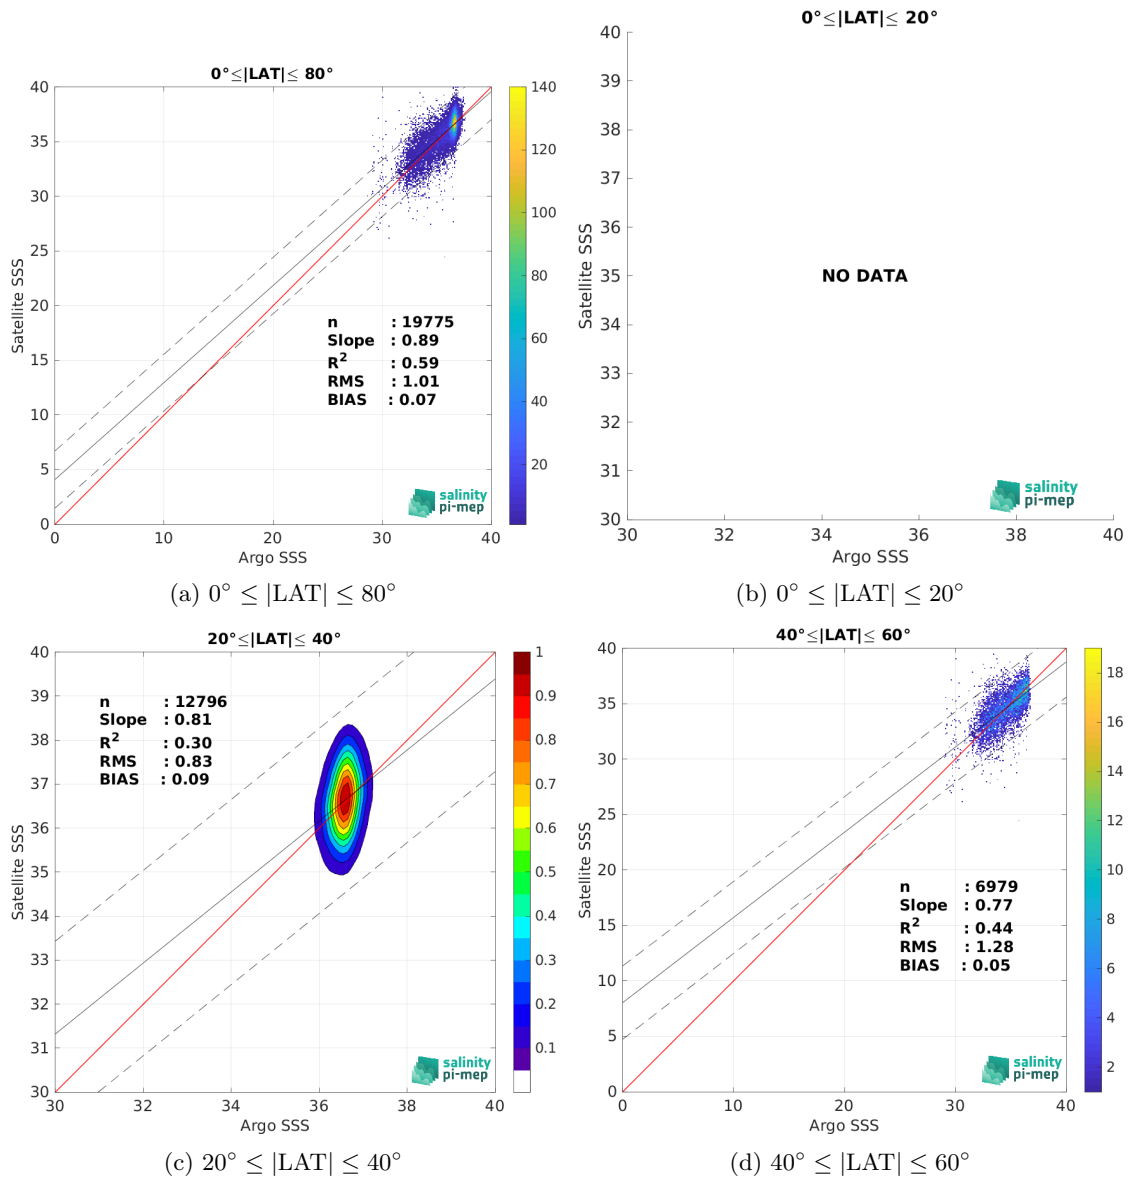 0°≤|LAT|≤ 80°
40
35
30
25
20
15
10
5
0
Satellite SSS
n : 19775
Slope : 0.89
R² : 0.59
RMS : 1.01
BIAS : 0.07
salinity
pi-mep
0 10 20 30 40
Argo SSS
140
120
100
80
60
40
20
(a) 0° ≤ |LAT| ≤ 80°
0°≤|LAT|≤ 20°
40
39
38
37
36
35
34
33
32
31
30
Satellite SSS
NO DATA
salinity
pi-mep
30 32 34 36 38 40
Argo SSS
(b) 0° ≤ |LAT| ≤ 20°
20°≤|LAT|≤ 40°
40
39
38
37
36
35
34
33
32
31
30
Satellite SSS
n : 12796
Slope : 0.81
R² : 0.30
RMS : 0.83
BIAS : 0.09
salinity
pi-mep
30 32 34 36 38 40
Argo SSS
1
0.9
0.8
0.7
0.6
0.5
0.4
0.3
0.2
0.1
(c) 20° ≤ |LAT| ≤ 40°
40°≤|LAT|≤ 60°
40
35
30
25
20
15
10
5
0
Satellite SSS
n : 6979
Slope : 0.77
R² : 0.44
RMS : 1.28
BIAS : 0.05
salinity
pi-mep
0 10 20 30 40
Argo SSS
18
16
14
12
10
8
6
4
2
(d) 40° ≤ |LAT| ≤ 60°